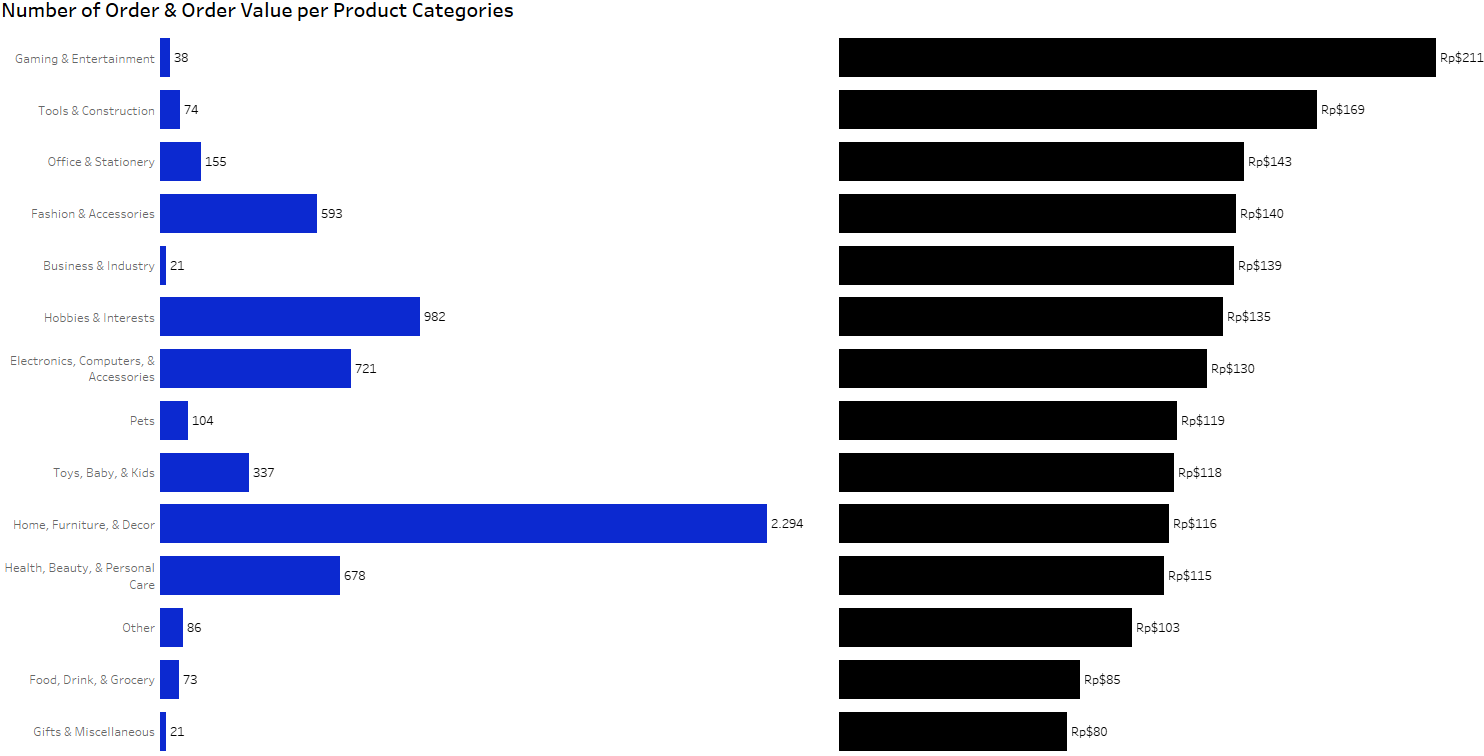 Number of Order & Order Value per Product Categories
Gaming & Entertainment 38 Rp$211
Tools & Construction 74 Rp$169
Office & Stationery 155 Rp$143
Fashion & Accessories 593 Rp$140
Business & Industry 21 Rp$139
Hobbies & Interests 982 Rp$135
Electronics, Computers, &
Accessories 721 Rp$130
Pets 104 Rp$119
Toys, Baby, & Kids 337 Rp$118
Home, Furniture, & Decor 2.294 Rp$116
Health, Beauty, & Personal
Care 678 Rp$115
Other 86 Rp$103
Food, Drink, & Grocery 73 Rp$85
Gifts & Miscellaneous 21 Rp$80